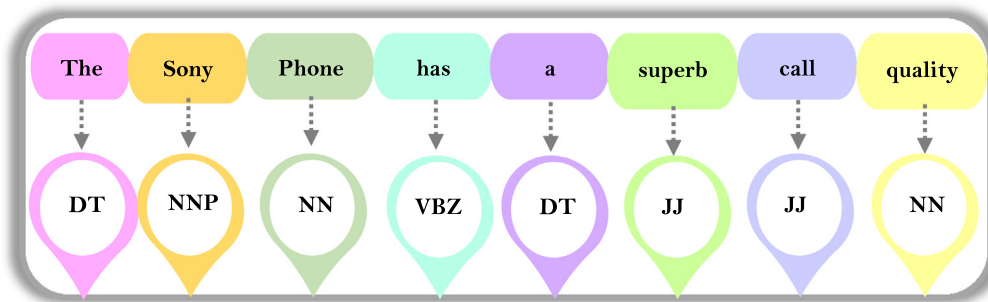 The Sony Phone has a superb call quality
DT NNP NN VBZ DT JJ JJ NN